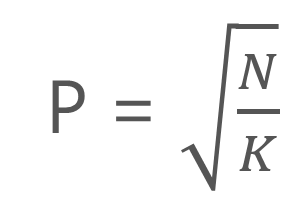 P = √(N/K)